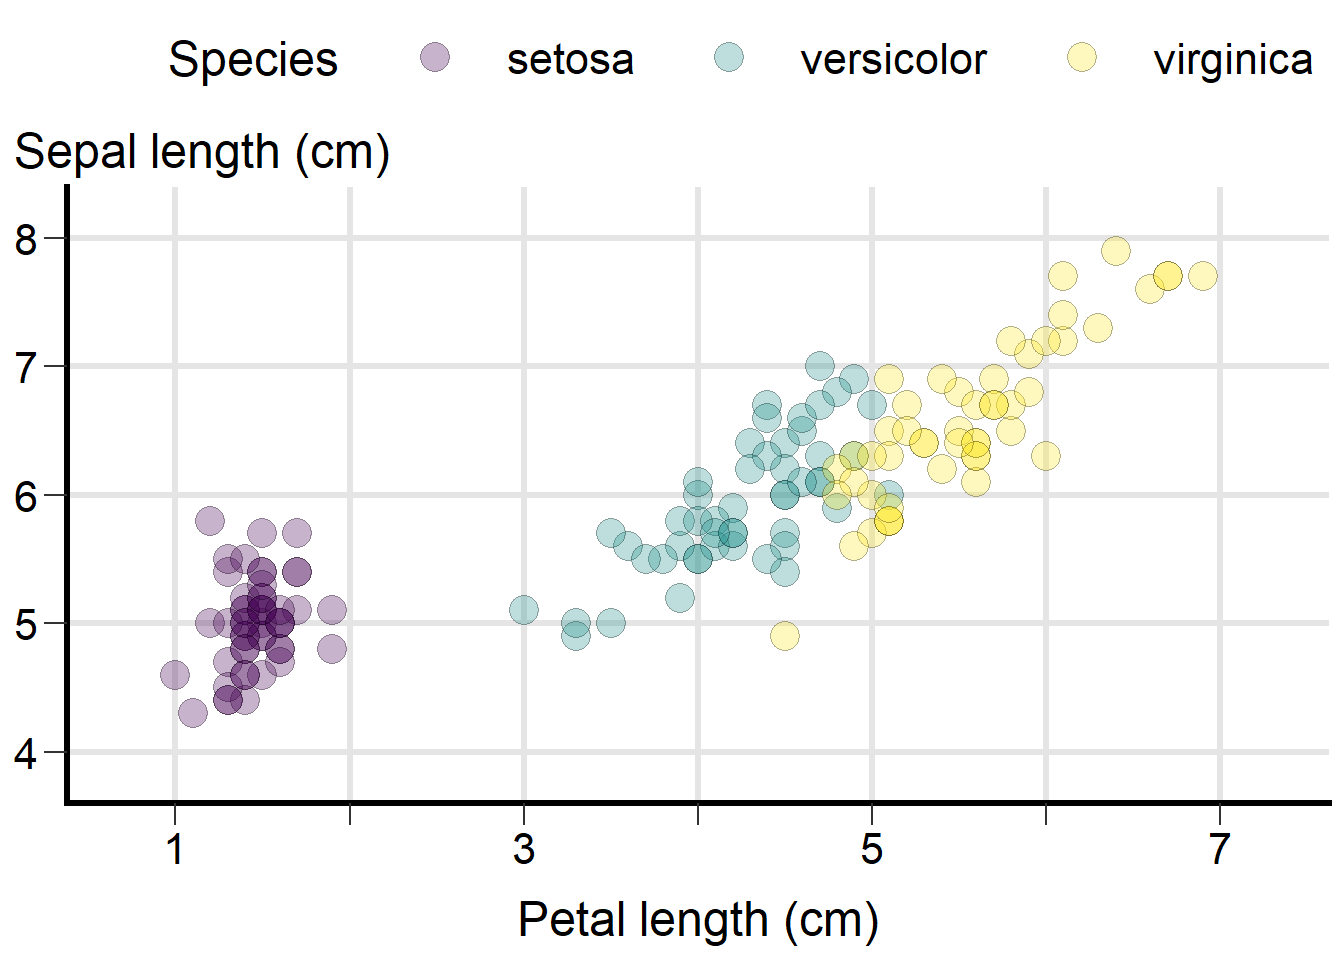 Species setosa versicolor virginica
Sepal length (cm)
8
7
6
5
4
1 3 5 7
Petal length (cm)